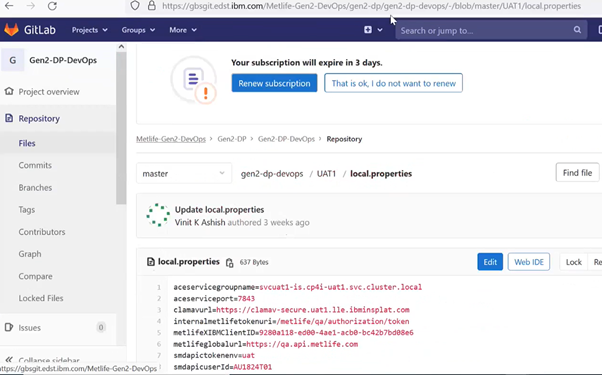 https://gbsgit.edst.ibm.com/Metlife-Gen2-DevOps/gen2-dp/gen2-dp-devops/-/blob/master/UAT1/local.properties
GitLab
Projects
Groups
More
Search or jump to...
G
Gen2-DP-DevOps
Project overview
Repository
Files
Commits
Branches
Tags
Contributors
Graph
Compare
Locked Files
Issues
0
Collapse sidebar
https://gbsgit.edst.ibm.com/Metlife-Gen2-DevOps
Your subscription will expire in 3 days.
Renew subscription
That is ok, I do not want to renew
Metlife-Gen2-DevOps > Gen2-DP > Gen2-DP-DevOps > Repository
master
gen2-dp-devops / UAT1 / local.properties
Find file
Update local.properties
Vinit K Ashish authored 3 weeks ago
local.properties 637 Bytes
Edit
Web IDE
Lock
Re
1 aceservicegroupname=svcuat1-is.cp4i-uat1.svc.cluster.local
2 aceserviceport=7843
3 clamavurl=https://clamav-secure.uat1.lle.ibminsplat.com
4 internalmetlifetokenuri=/metlife/qa/authorization/token
5 metlifeXIBMClientID=9280a118-ed00-4ae1-acb0-bc42b7bd08e6
6 metlifeglobalurl=https://qa.api.metlife.com
7 smdapictokenenv=uat
8 smdapicuserId=AU1824T01